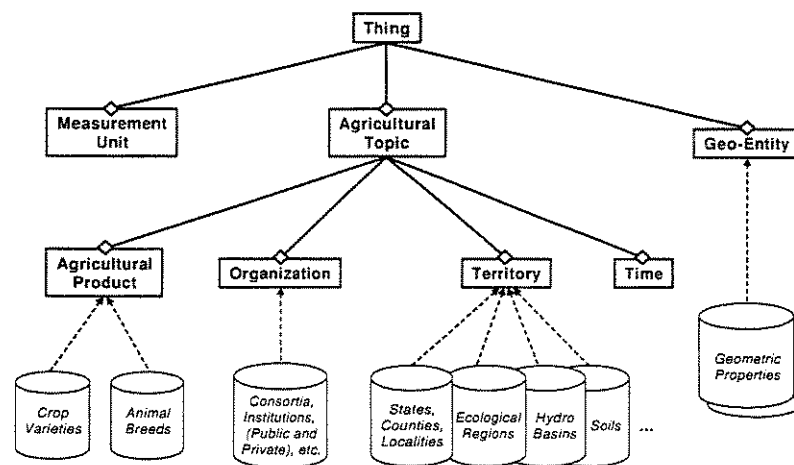 Thing
Measurement
Unit
Agricultural
Topic
Geo-Entity
Agricultural
Product
Organization
Territory
Time
Geometric
Properties
Crop
Varieties
Animal
Breeds
Consortia,
Institutions,
(Public and
Private), etc.
States,
Counties,
Localities
Ecological
Regions
Hydro
Basins
Soils
...